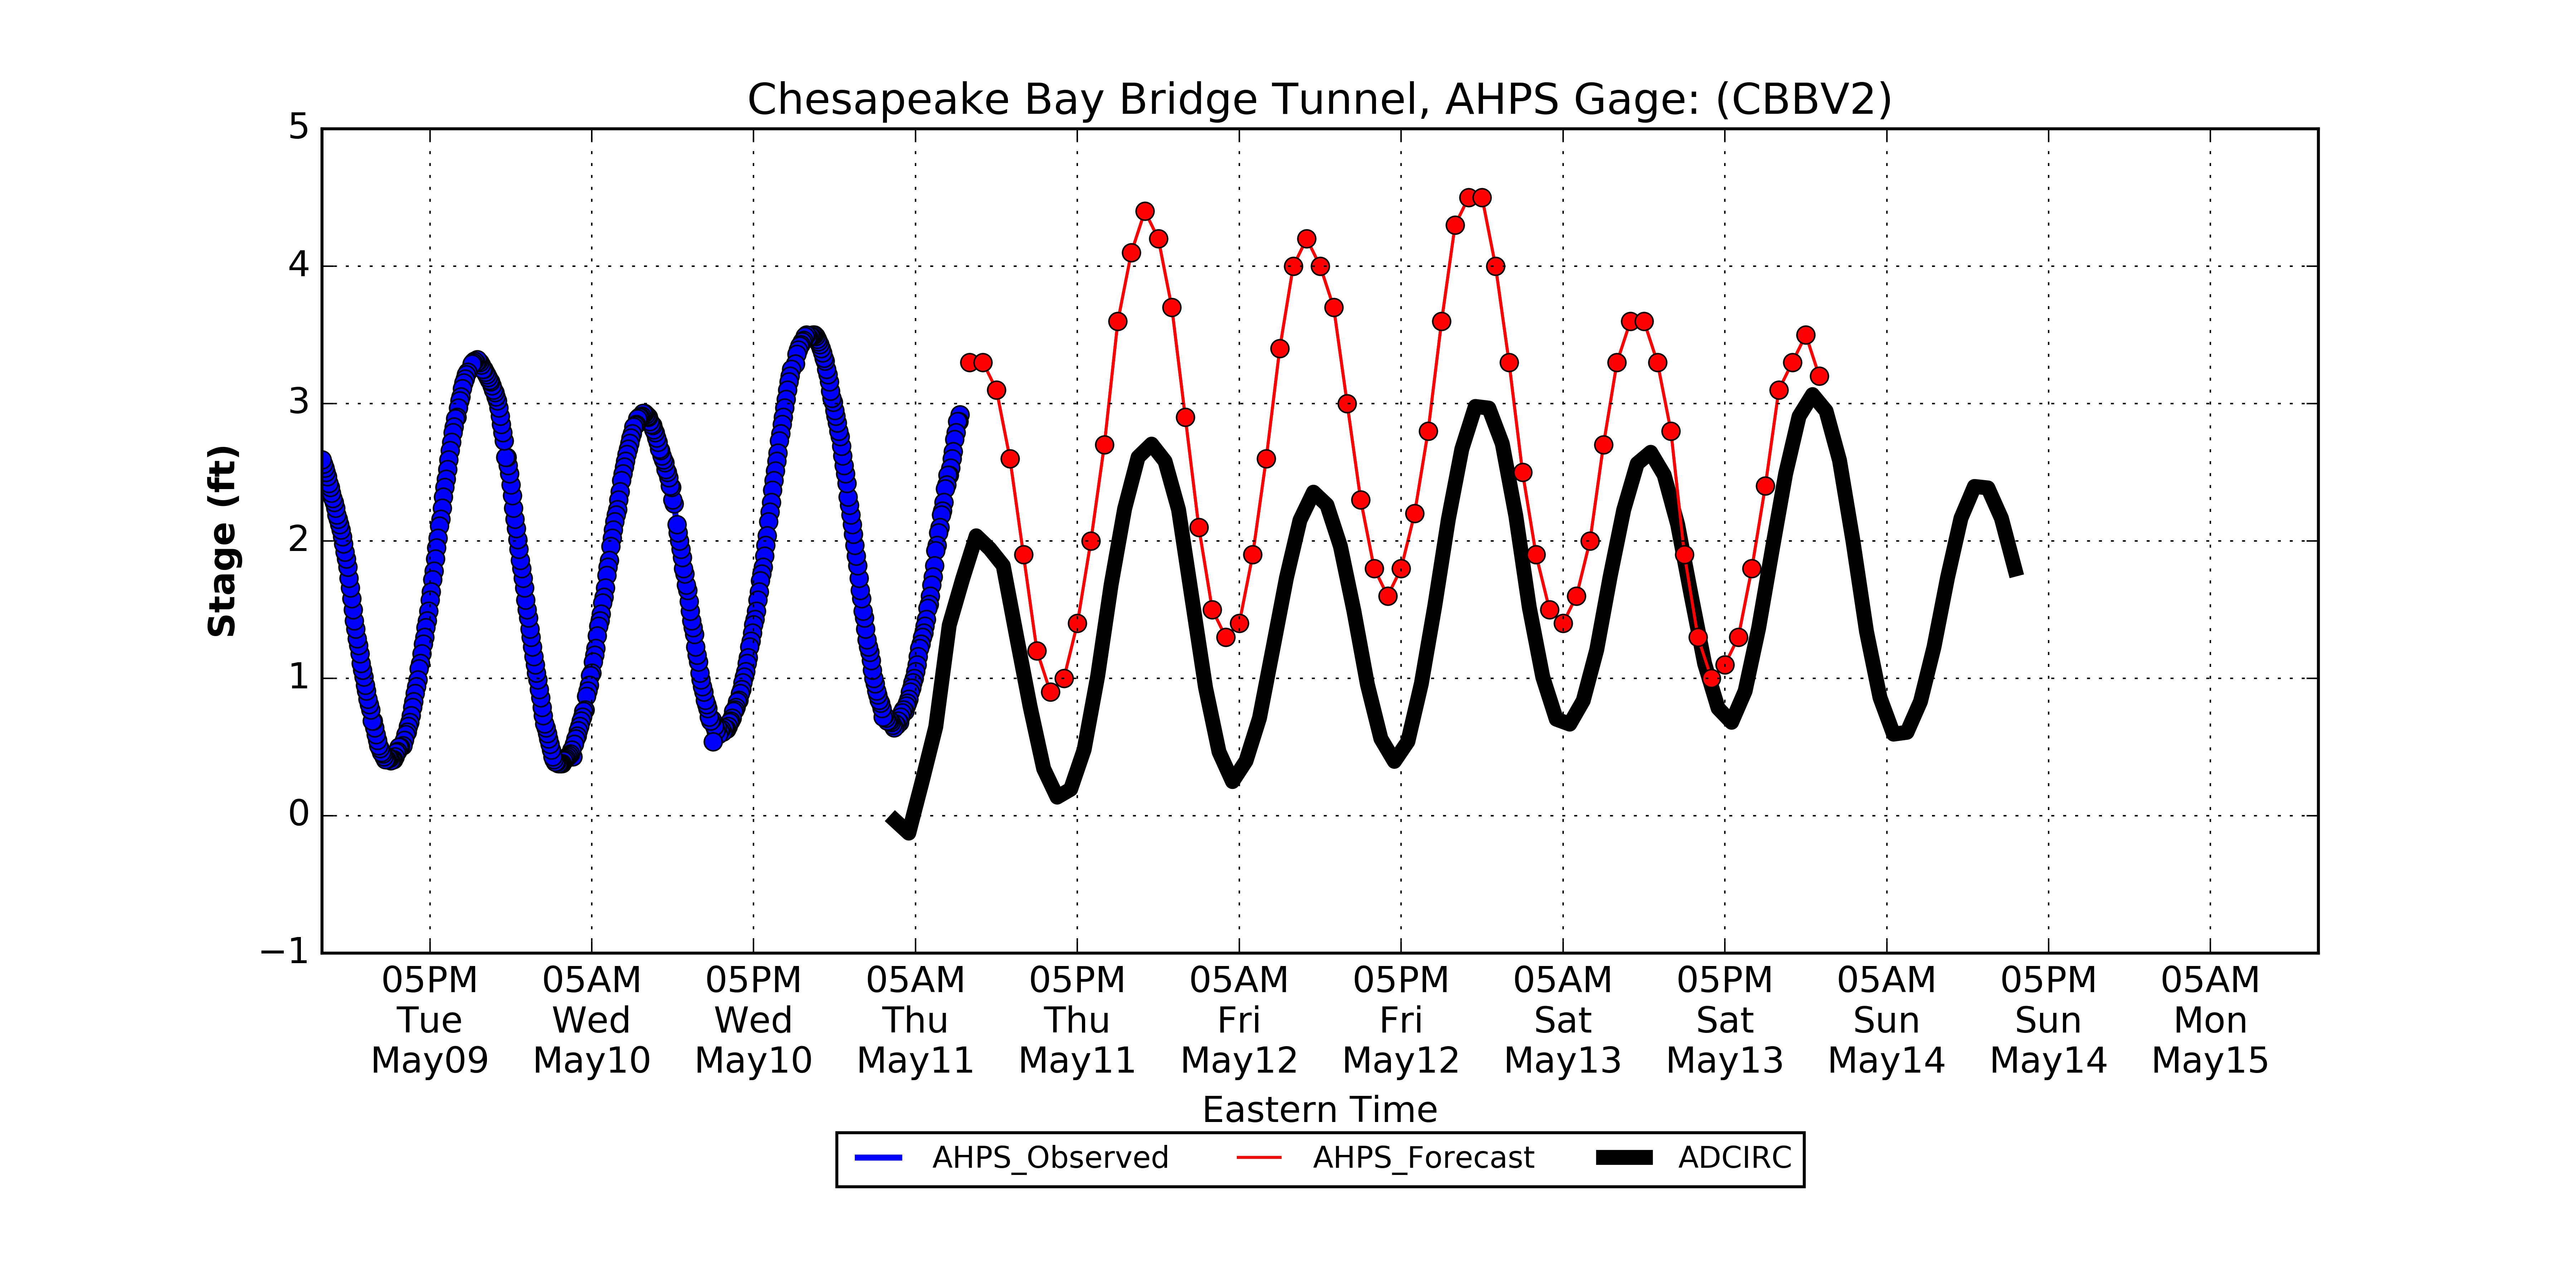 Chesapeake Bay Bridge Tunnel, AHPS Gage: (CBBV2)
5
4
3
2
1
0
−1
Stage (ft)
05PM 05AM 05PM 05AM 05PM 05AM 05PM 05AM 05PM 05AM 05PM 05AM
Tue Wed Wed Thu Thu Fri Fri Sat Sat Sun Sun Mon
May09 May10 May10 May11 May11 May12 May12 May13 May13 May14 May14 May15
Eastern Time
AHPS_Observed AHPS_Forecast ADCIRC